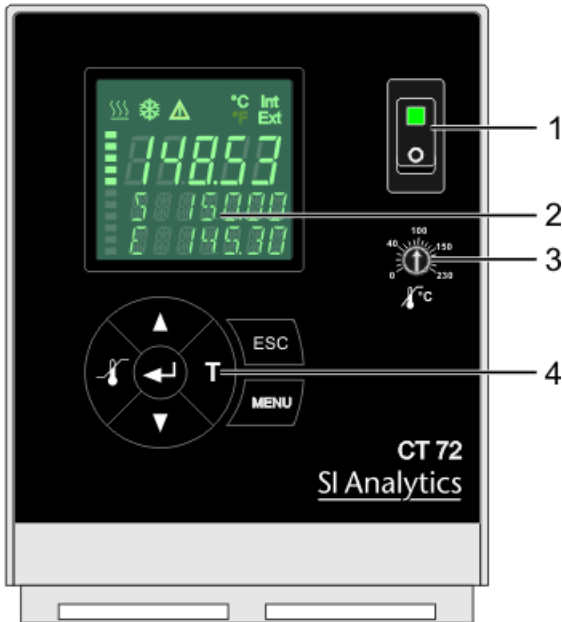 °C Int
°F Ext
148.53
S 150.00
E 145.30
1
2
100
40 150
0 230
°C
3
ESC
T
4
MENU
CT 72
SI Analytics